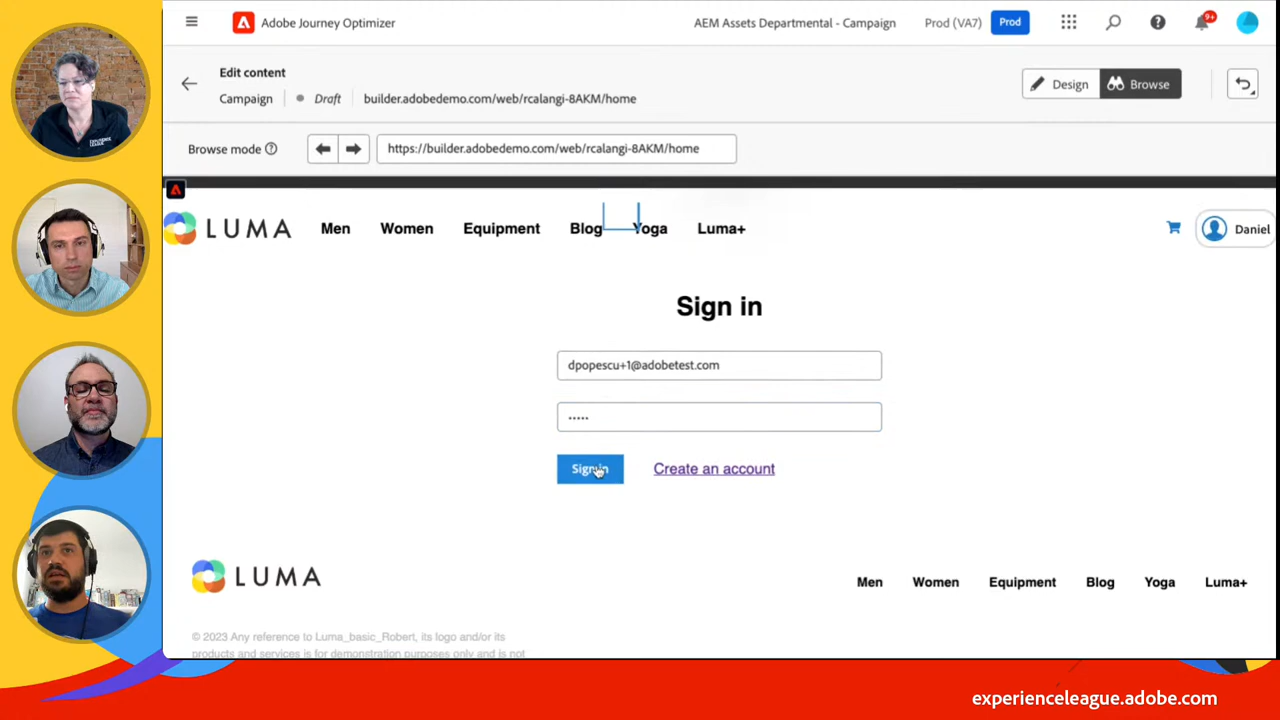 Adobe Journey Optimizer
AEM Assets Departmental - Campaign
Prod (VA7)
Prod
9+
Edit content
Campaign
Draft
builder.adobedemo.com/web/rcalangi-8AKM/home
Design
Browse
Browse mode
https://builder.adobedemo.com/web/rcalangi-8AKM/home
LUMA
Men
Women
Equipment
Blog
Yoga
Luma+
Daniel
Sign in
dpopescu+1@adobetest.com
•••••
Sign in
Create an account
LUMA
Men
Women
Equipment
Blog
Yoga
Luma+
© 2023 Any reference to Luma_basic_Robert, its logo and/or its
products and services is for demonstration purposes only and is not
experienceleague.adobe.com